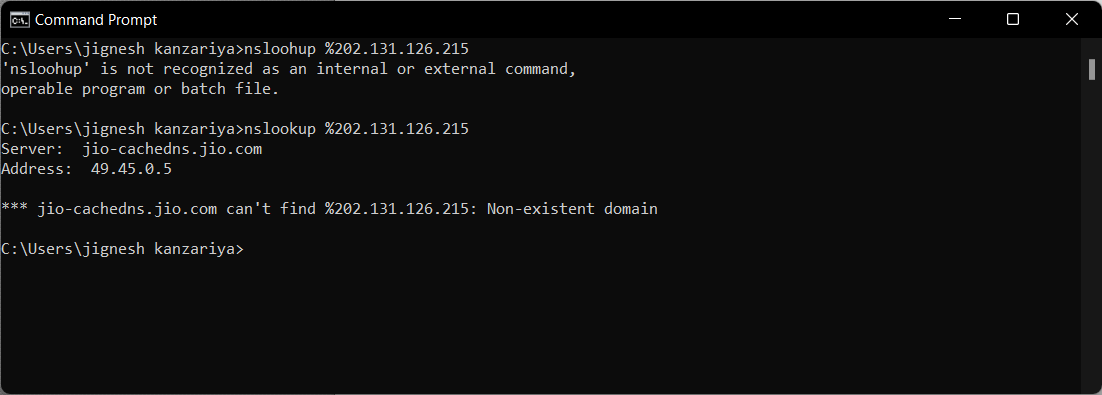 Command Prompt
C:\Users\jignesh kanzariya>nsloohup %202.131.126.215
'nsloohup' is not recognized as an internal or external command,
operable program or batch file.
C:\Users\jignesh kanzariya>nslookup %202.131.126.215
Server:  jio-cachedns.jio.com
Address:  49.45.0.5
*** jio-cachedns.jio.com can't find %202.131.126.215: Non-existent domain
C:\Users\jignesh kanzariya>